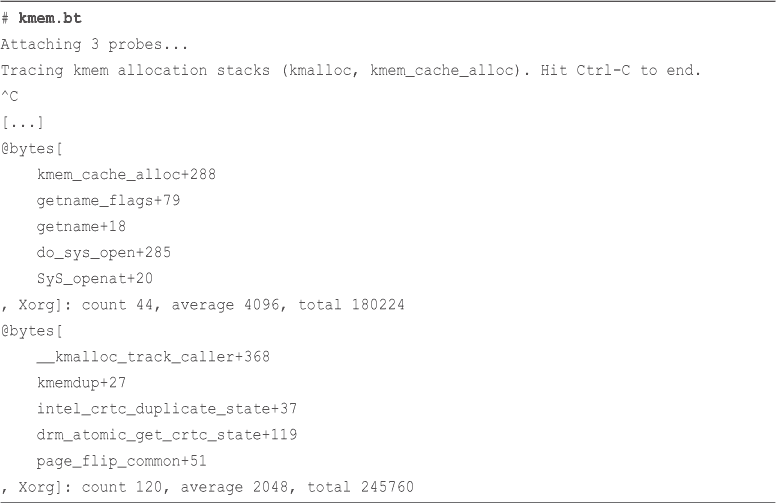 # kmem.bt
Attaching 3 probes...
Tracing kmem allocation stacks (kmalloc, kmem_cache_alloc). Hit Ctrl-C to end.
^C
[...]
@bytes[
    kmem_cache_alloc+288
    getname_flags+79
    getname+18
    do_sys_open+285
    SyS_openat+20
, Xorg]: count 44, average 4096, total 180224
@bytes[
    __kmalloc_track_caller+368
    kmemdup+27
    intel_crtc_duplicate_state+37
    drm_atomic_get_crtc_state+119
    page_flip_common+51
, Xorg]: count 120, average 2048, total 245760